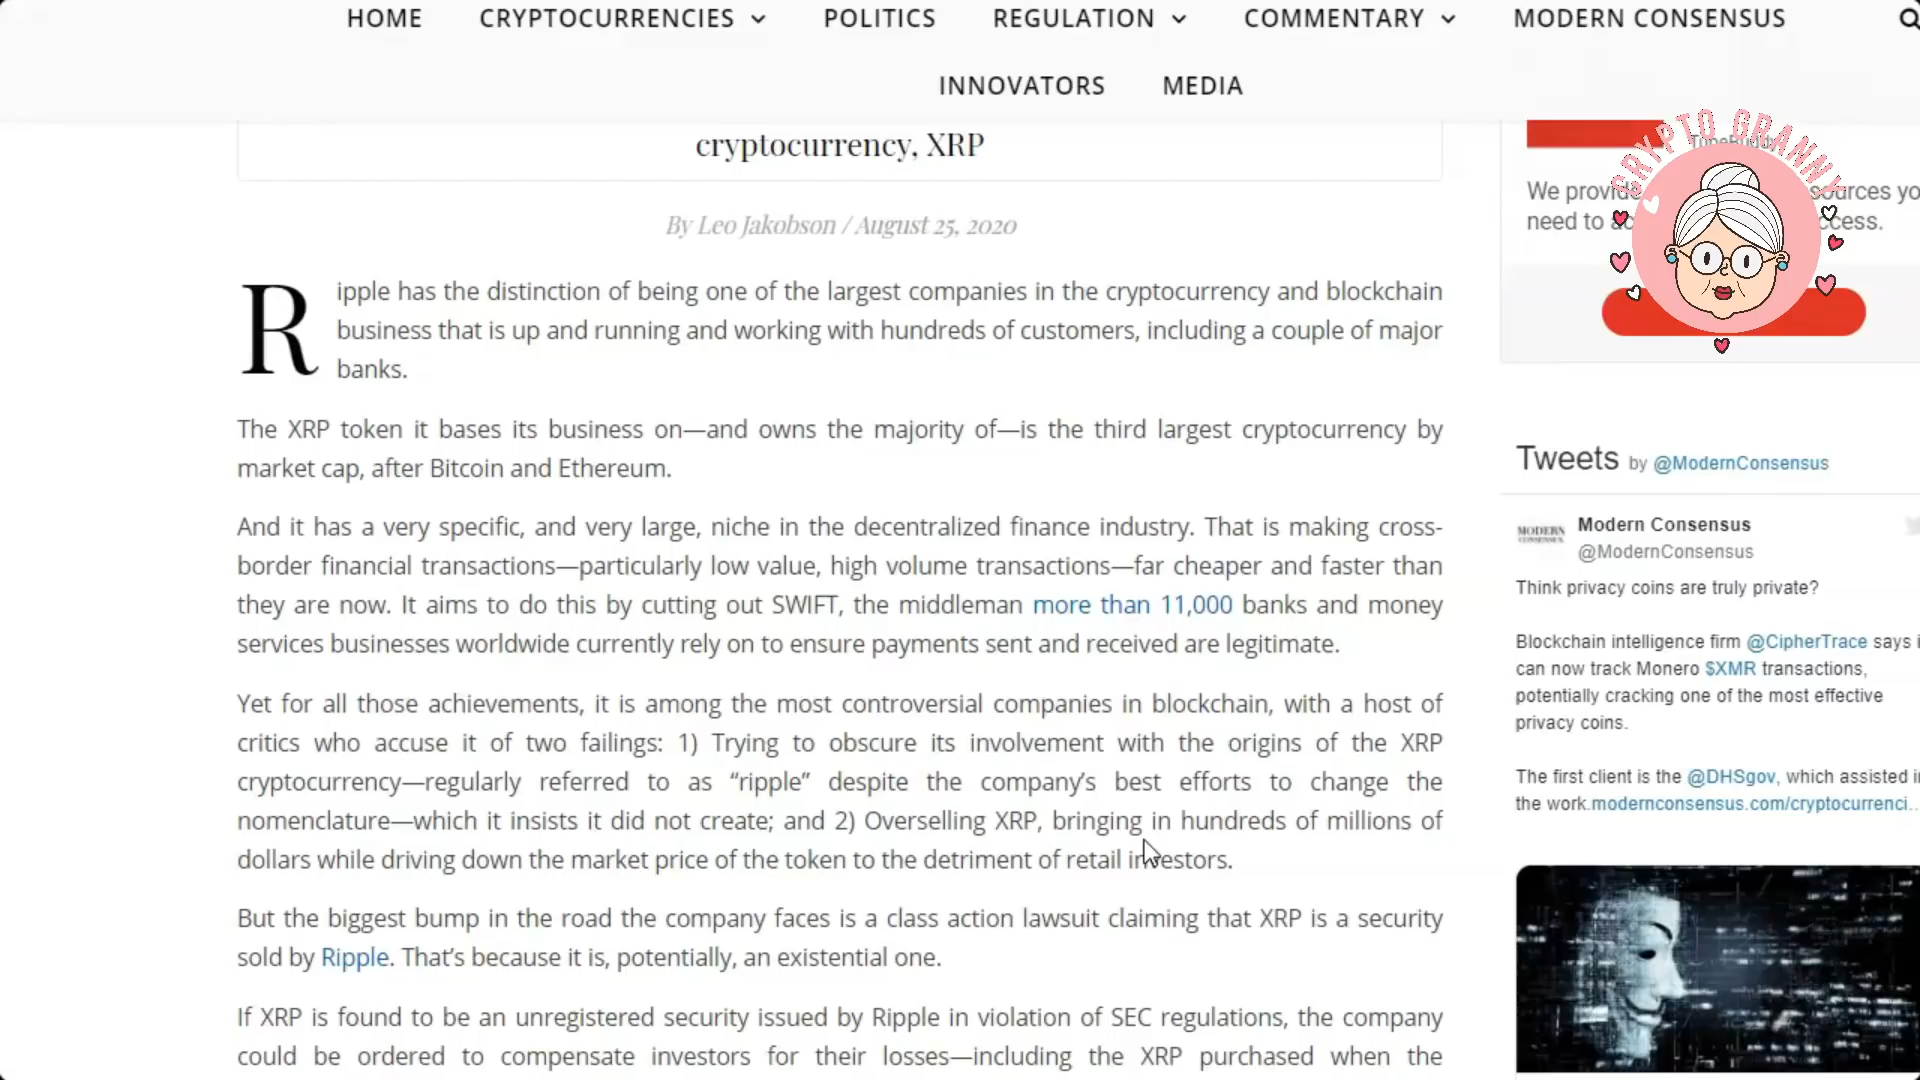 HOME CRYPTOCURRENCIES POLITICS REGULATION COMMENTARY MODERN CONSENSUS
INNOVATORS MEDIA
cryptocurrency, XRP
By Leo Jakobson / August 25, 2020
Ripple has the distinction of being one of the largest companies in the cryptocurrency and blockchain
business that is up and running and working with hundreds of customers, including a couple of major
banks.
The XRP token it bases its business on—and owns the majority of—is the third largest cryptocurrency by
market cap, after Bitcoin and Ethereum.
And it has a very specific, and very large, niche in the decentralized finance industry. That is making cross-
border financial transactions—particularly low value, high volume transactions—far cheaper and faster than
they are now. It aims to do this by cutting out SWIFT, the middleman more than 11,000 banks and money
services businesses worldwide currently rely on to ensure payments sent and received are legitimate.
Yet for all those achievements, it is among the most controversial companies in blockchain, with a host of
critics who accuse it of two failings: 1) Trying to obscure its involvement with the origins of the XRP
cryptocurrency—regularly referred to as “ripple” despite the company’s best efforts to change the
nomenclature—which it insists it did not create; and 2) Overselling XRP, bringing in hundreds of millions of
dollars while driving down the market price of the token to the detriment of retail investors.
But the biggest bump in the road the company faces is a class action lawsuit claiming that XRP is a security
sold by Ripple. That’s because it is, potentially, an existential one.
If XRP is found to be an unregistered security issued by Ripple in violation of SEC regulations, the company
could be ordered to compensate investors for their losses—including the XRP purchased when the
CRYPTO GRANNY
We provide sources yo
need to ccess.
Tweets by @ModernConsensus
MODERN CONSENSUS
Modern Consensus
@ModernConsensus
Think privacy coins are truly private?
Blockchain intelligence firm @CipherTrace says i
can now track Monero $XMR transactions,
potentially cracking one of the most effective
privacy coins.
The first client is the @DHSgov, which assisted i
the work.modernconsensus.com/cryptocurrenci…